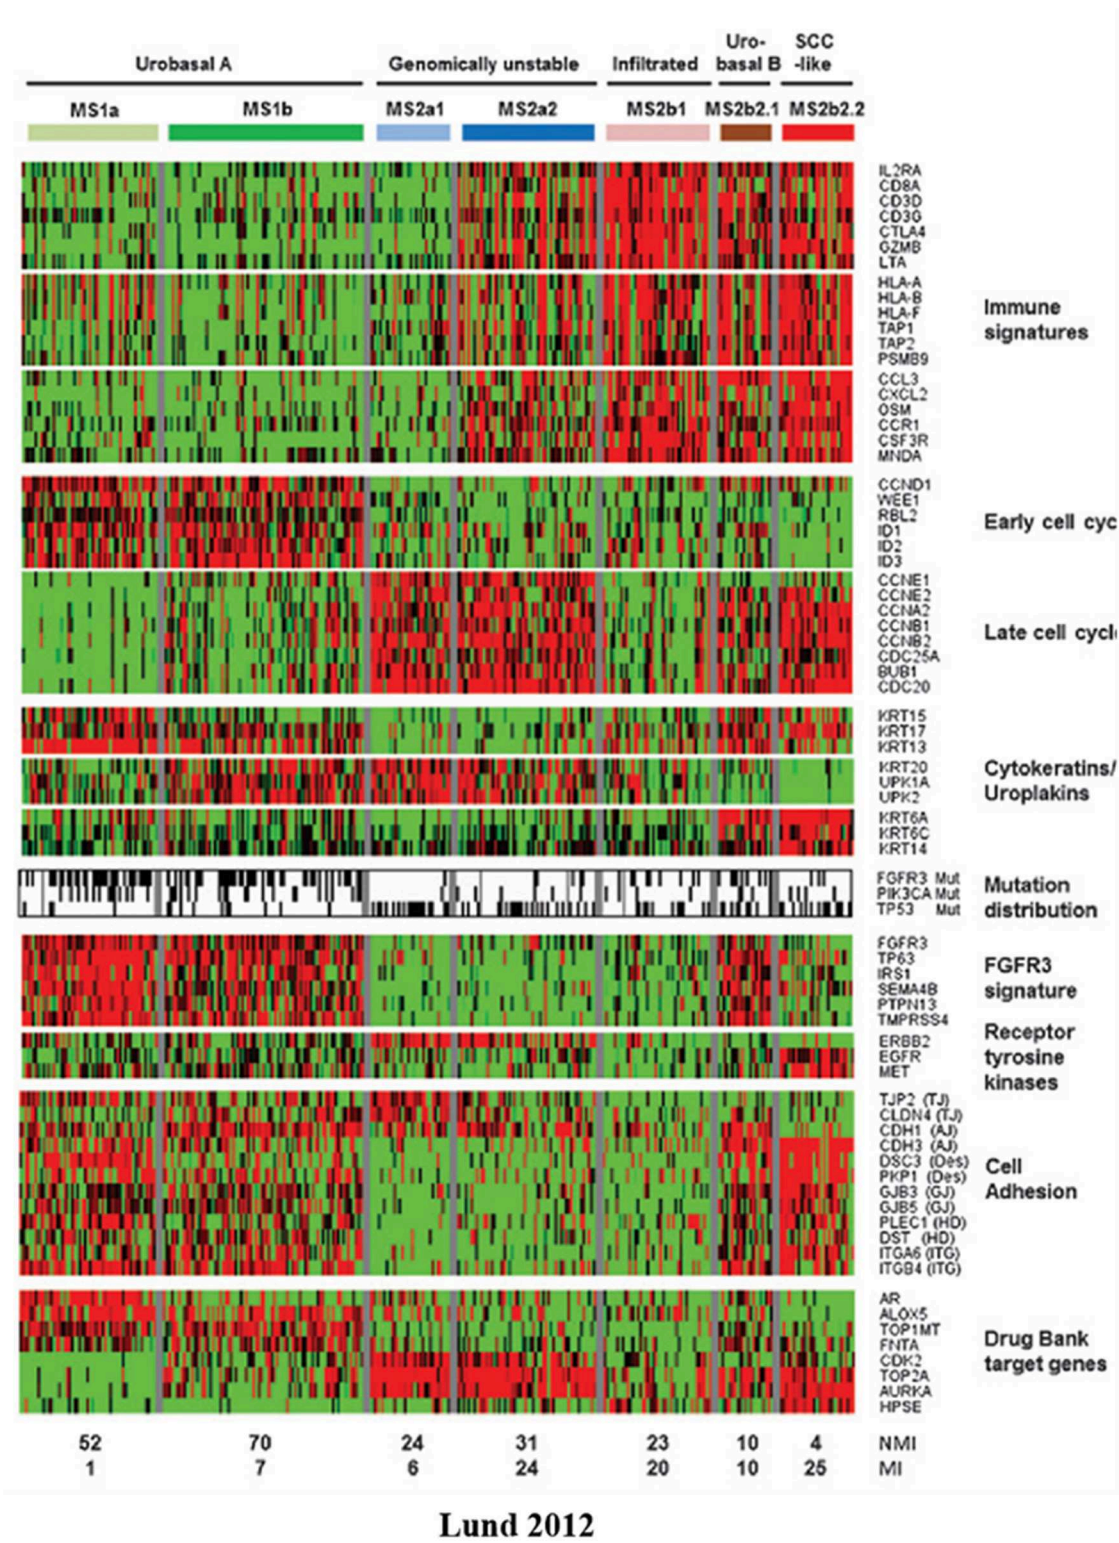 Uro- SCC
Urobasal A Genomically unstable Infiltrated basal B -like
MS1a MS1b MS2a1 MS2a2 MS2b1 MS2b2.1 MS2b2.2
IL2RA
CD8A
CD3D
CD3G
CTLA4
GZMB
LTA
HLA-A
HLA-B
HLA-F
TAP1
TAP2
PSMB9
Immune
signatures
CCL3
CXCL2
OSM
CCR1
CSF3R
MNDA
CCND1
WEE1
RBL2
ID1
ID2
ID3
Early cell cyc
CCNE1
CCNE2
CCNA2
CCNB1
CCNB2
CDC25A
BUB1
CDC20
Late cell cycl
KRT15
KRT17
KRT13
KRT20
UPK1A
UPK2
Cytokeratins/
Uroplakins
KRT6A
KRT6C
KRT14
FGFR3 Mut
PIK3CA Mut
TP53 Mut
Mutation
distribution
FGFR3
TP63
IRS1
SEMA4B
PTPN13
TMPRSS4
FGFR3
signature
ERBB2
EGFR
MET
Receptor
tyrosine
kinases
TJP2 (TJ)
CLDN4 (TJ)
CDH1 (AJ)
CDH3 (AJ)
DSC3 (Des)
PKP1 (Des)
GJB3 (GJ)
GJB5 (GJ)
PLEC1 (HD)
DST (HD)
ITGA6 (ITG)
ITGB4 (ITG)
Cell
Adhesion
AR
ALOX5
TOP1MT
FNTA
CDK2
TOP2A
AURKA
HPSE
Drug Bank
target genes
52 70 24 31 23 10 4 NMI
1 7 6 24 20 10 25 MI
Lund 2012